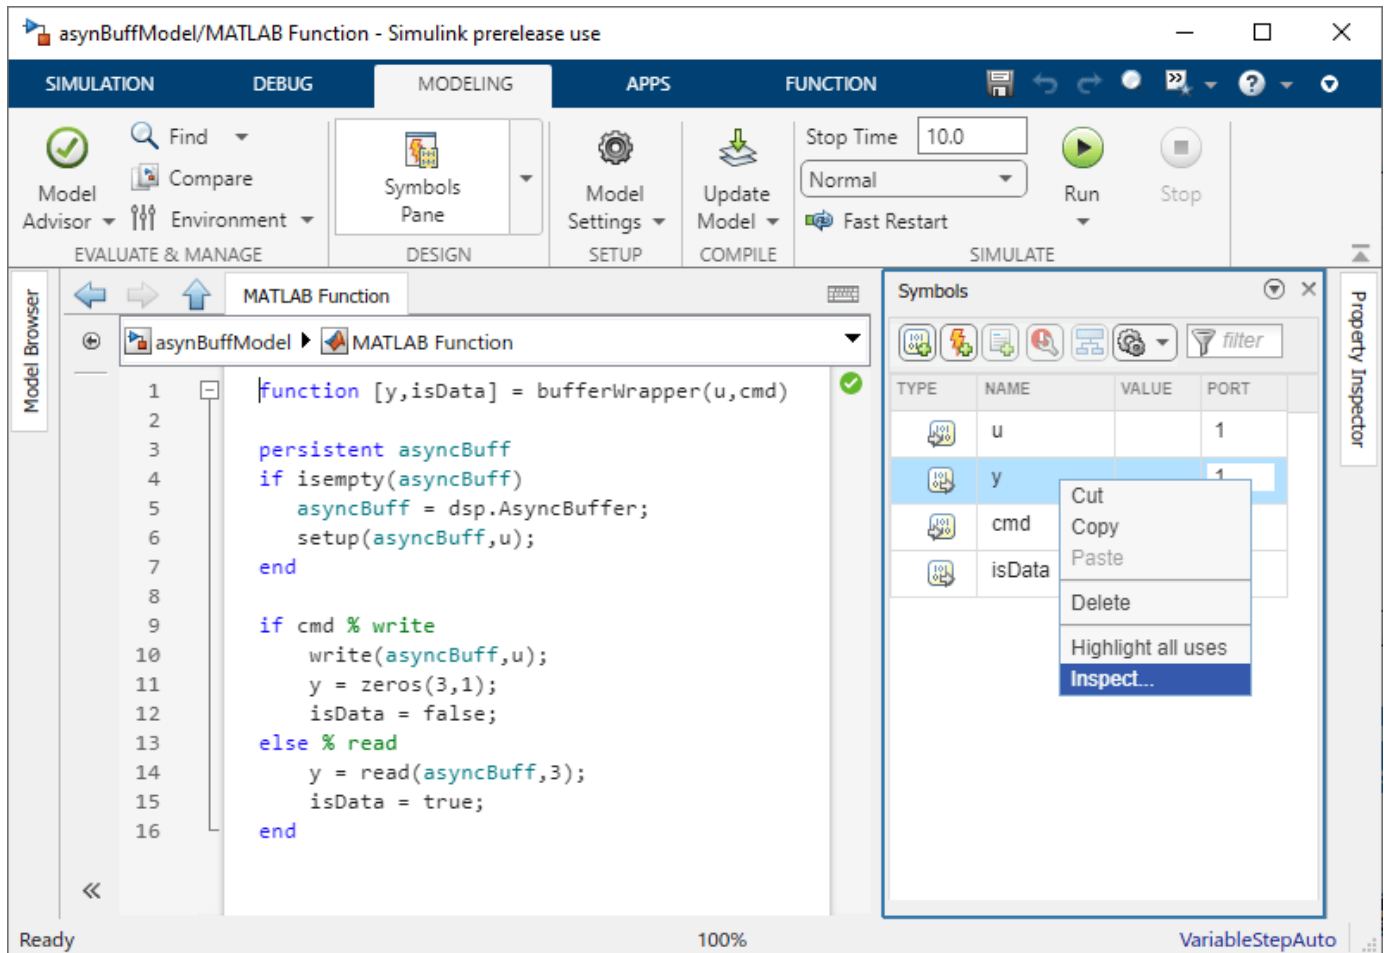 asynBuffModel/MATLAB Function - Simulink prerelease use
SIMULATION DEBUG MODELING APPS FUNCTION
Model Advisor
Find
Compare
Environment
EVALUATE & MANAGE
Symbols Pane
DESIGN
Model Settings
SETUP
Update Model
COMPILE
Stop Time 10.0
Normal
Fast Restart
Run
Stop
SIMULATE
Model Browser
MATLAB Function
asynBuffModel MATLAB Function
1 function [y,isData] = bufferWrapper(u,cmd)
2
3 persistent asyncBuff
4 if isempty(asyncBuff)
5 asyncBuff = dsp.AsyncBuffer;
6 setup(asyncBuff,u);
7 end
8
9 if cmd % write
10 write(asyncBuff,u);
11 y = zeros(3,1);
12 isData = false;
13 else % read
14 y = read(asyncBuff,3);
15 isData = true;
16 end
Symbols
filter
TYPE NAME VALUE PORT
u 1
y 1
cmd
isData
Cut
Copy
Paste
Delete
Highlight all uses
Inspect...
Property Inspector
Ready 100% VariableStepAuto